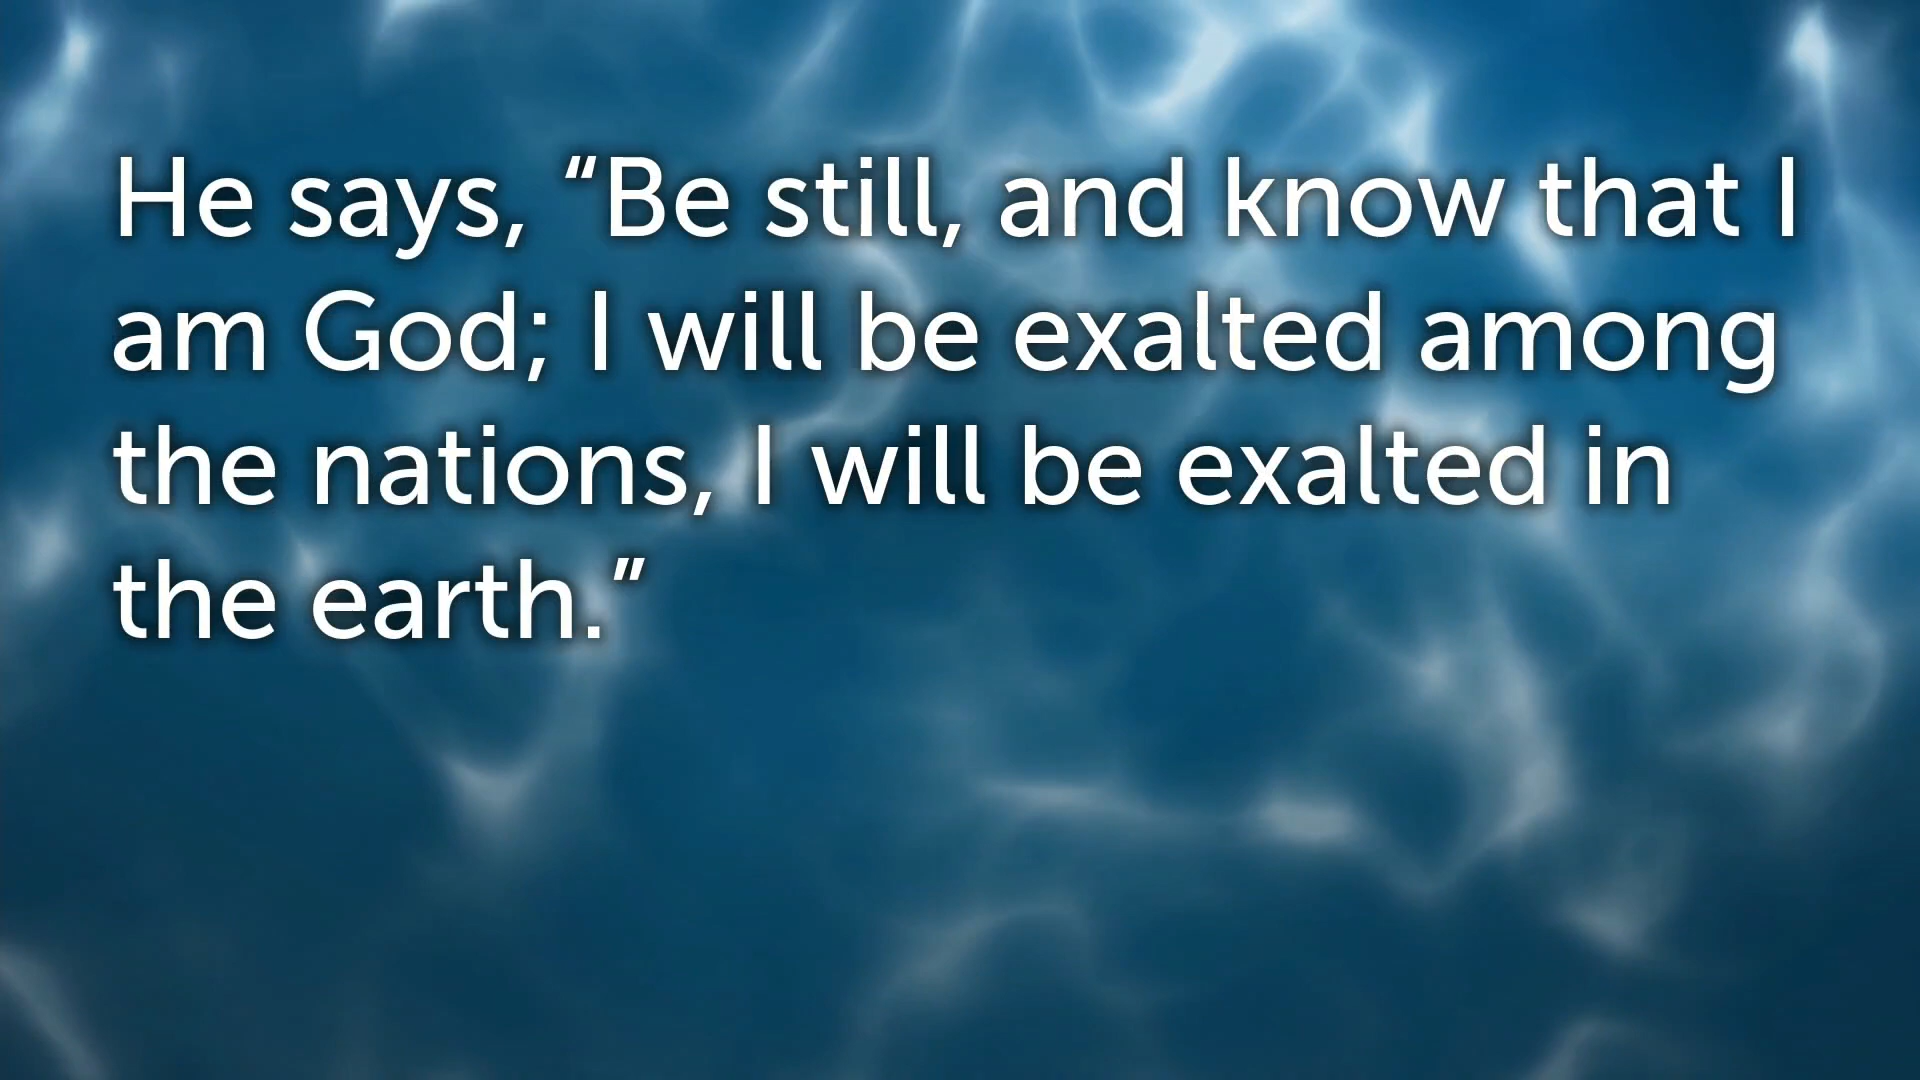 He says, “Be still, and know that I
am God; I will be exalted among
the nations, I will be exalted in
the earth.”